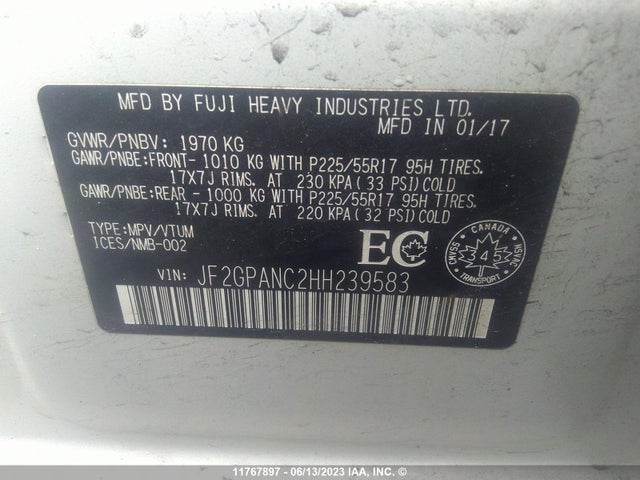 MFD BY FUJI HEAVY INDUSTRIES LTD.
MFD IN 01/17
GVWR/PNBV: 1970 KG
GAWR/PNBE:FRONT- 1010 KG WITH P225/55R17 95H TIRES.
17X7J RIMS. AT 230 KPA (33 PSI) COLD
GAWR/PNBE:REAR - 1000 KG WITH P225/55R17 95H TIRES.
17X7J RIMS. AT 220 KPA (32 PSI) COLD
TYPE:MPV/VTUM
ICES/NMB-002
EC
CANADA
CMVSS
345
NSVAC
TRANSPORT
VIN: JF2GPANC2HH239583
11767897 - 06/13/2023 IAA, INC. ©